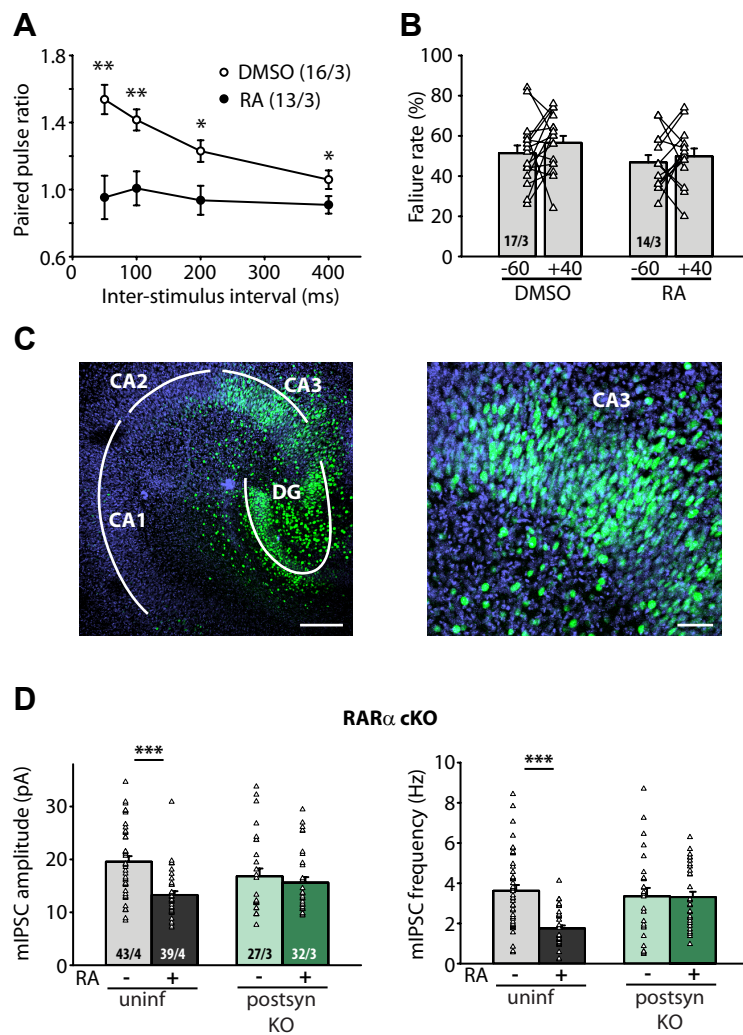 A
Paired pulse ratio
1.8
1.4
1.0
0.6
** ** * *
DMSO (16/3)
RA (13/3)
0 100 200 300 400
Inter-stimulus interval (ms)
B
Failure rate (%)
100
80
60
40
20
0
17/3 14/3
-60 +40 -60 +40
DMSO RA
C
CA2 CA3
CA1
DG
CA3
D
RARα cKO
mIPSC amplitude (pA)
30
20
10
0
***
43/4 39/4 27/3 32/3
RA - + - +
uninf postsyn
KO
mIPSC frequency (Hz)
10
8
6
4
2
0
***
- + - +
uninf postsyn
KO